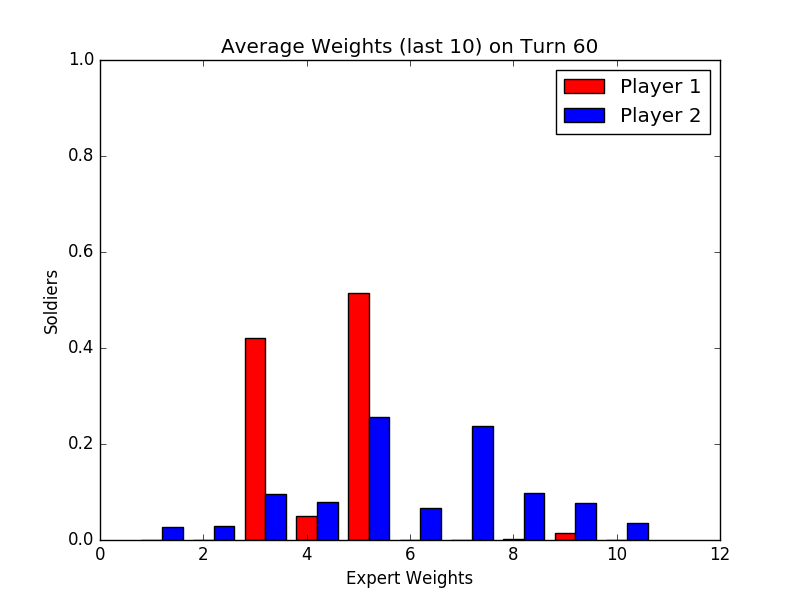 Average Weights (last 10) on Turn 60
1.0
0.8
0.6
0.4
0.2
0.0
Soldiers
Player 1
Player 2
0 2 4 6 8 10 12
Expert Weights